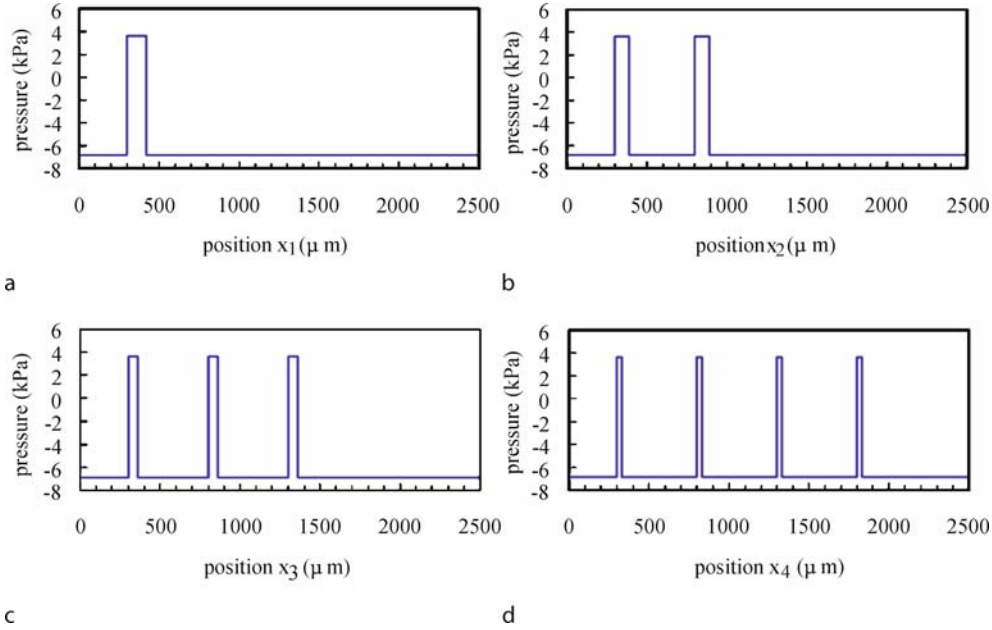 pressure (kPa)
6
4
2
0
-2
-4
-6
-8
0 500 1000 1500 2000 2500
position x1 (μ m)
a
pressure (kPa)
6
4
2
0
-2
-4
-6
-8
0 500 1000 1500 2000 2500
position x2 (μ m)
b
pressure (kPa)
6
4
2
0
-2
-4
-6
-8
0 500 1000 1500 2000 2500
position x3 (μ m)
c
pressure (kPa)
6
4
2
0
-2
-4
-6
-8
0 500 1000 1500 2000 2500
position x4 (μ m)
d